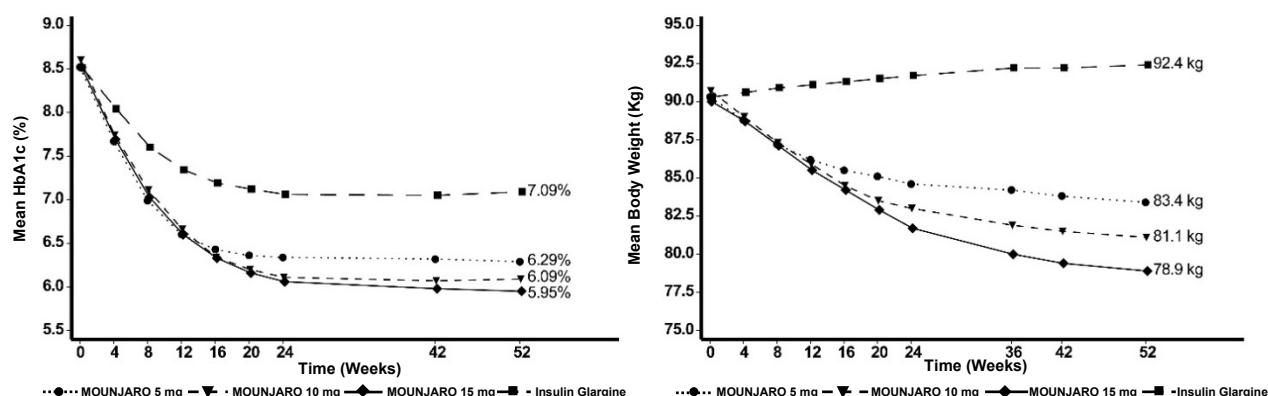 Mean HbA1c (%)
9.0
8.5
8.0
7.5
7.0
6.5
6.0
5.5
7.09%
6.29%
6.09%
5.95%
0 4 8 12 16 20 24 42 52
Time (Weeks)
MOUNJARO 5 mg MOUNJARO 10 mg MOUNJARO 15 mg Insulin Glargine
Mean Body Weight (Kg)
95.0
92.5
90.0
87.5
85.0
82.5
80.0
77.5
75.0
92.4 kg
83.4 kg
81.1 kg
78.9 kg
0 4 8 12 16 20 24 36 42 52
Time (Weeks)
MOUNJARO 5 mg MOUNJARO 10 mg MOUNJARO 15 mg Insulin Glargine